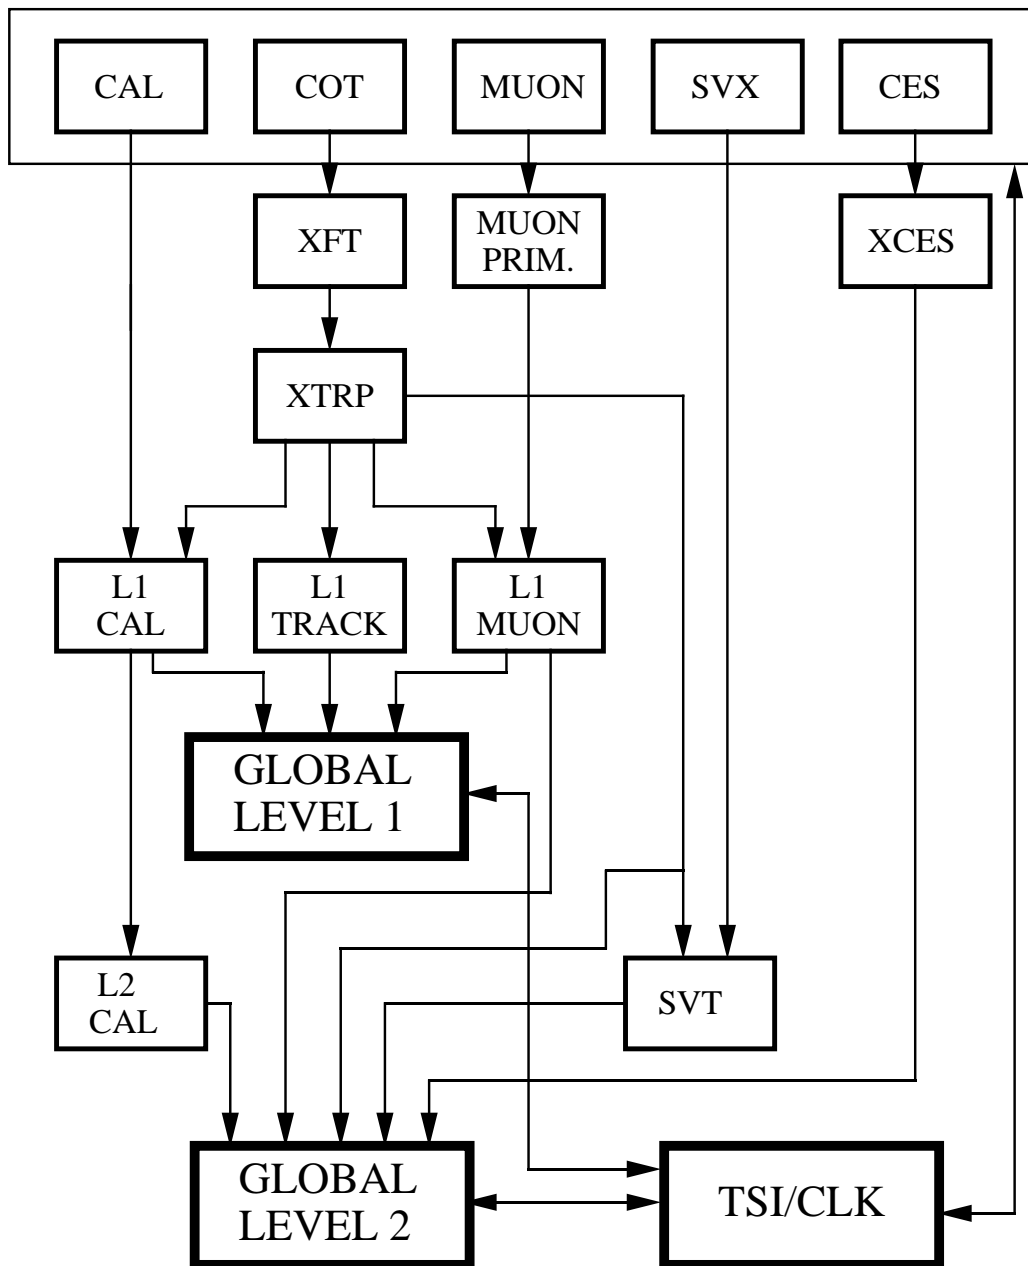 CAL
COT
MUON
SVX
CES
XFT
MUON
PRIM.
XCES
XTRP
L1
CAL
L1
TRACK
L1
MUON
GLOBAL
LEVEL 1
L2
CAL
SVT
GLOBAL
LEVEL 2
TSI/CLK